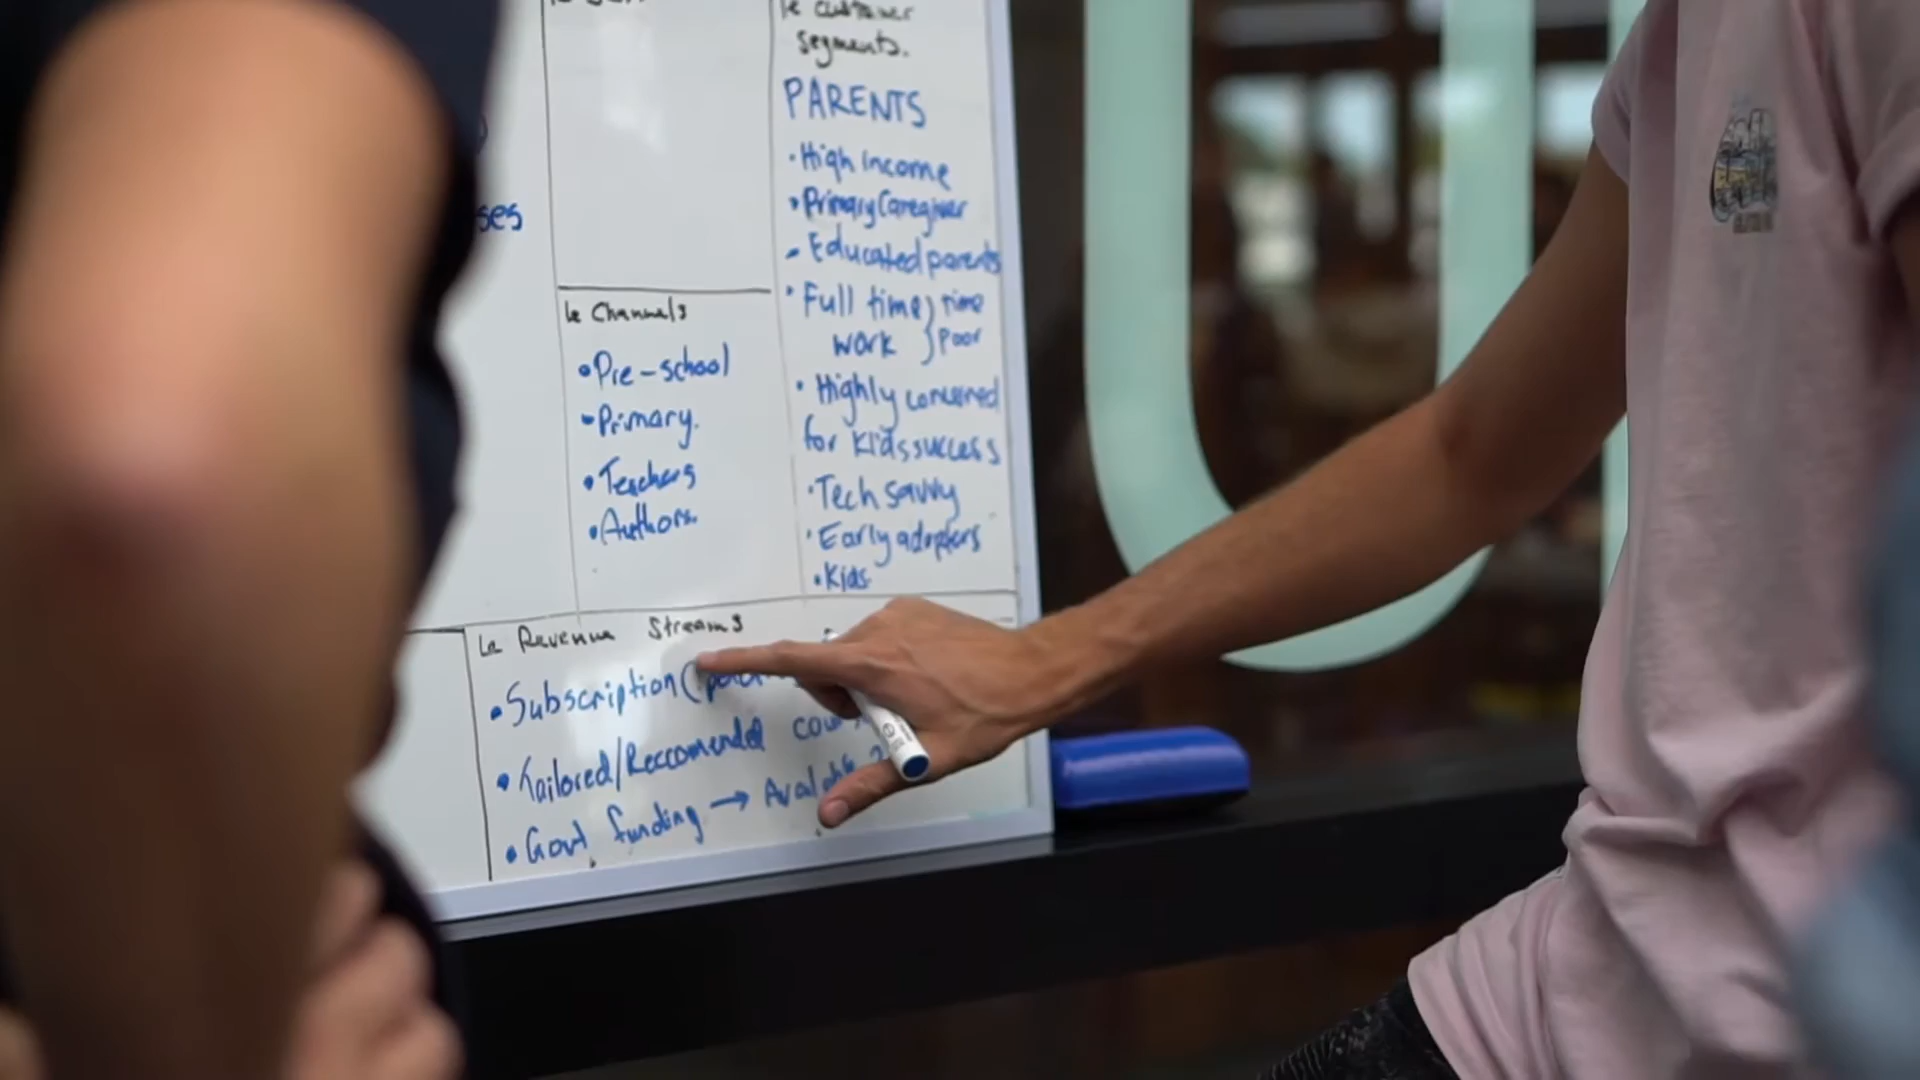 ses
Le Channels
• Pre-school
- Primary.
• Teachers
• Authors.
le customer
segments.
PARENTS
• High income
• Primary Caregiver
- Educated parents
• Full time } time
work } poor
• Highly concerned
for kids success
• Tech savvy
• Early adopters
• Kids
Le Revenue Streams
• Subscription (
• Tailored/Reccomended
• Govt funding →